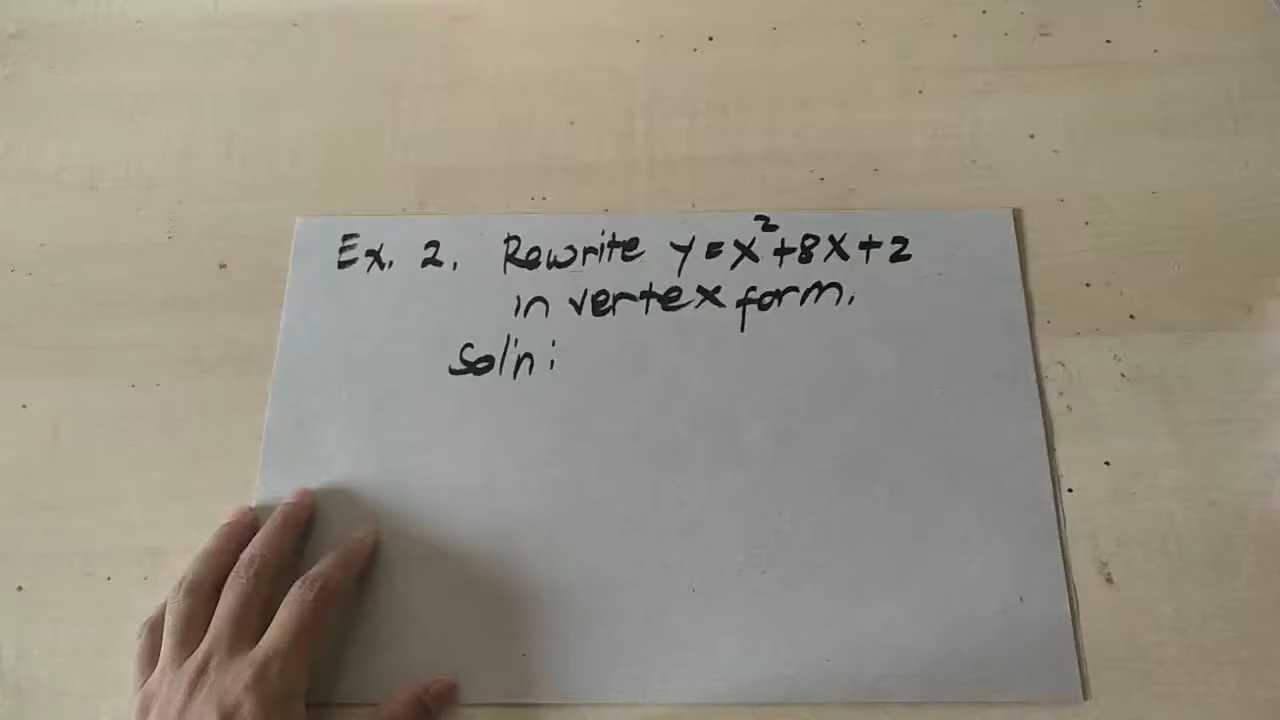 Ex. 2. Rewrite y=x²+8x+2
in vertex form.
Sol'n: